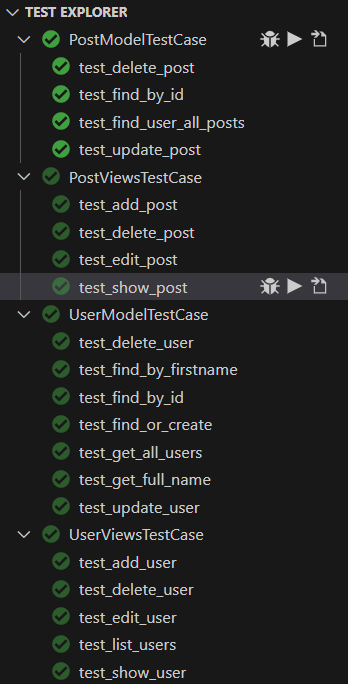 TEST EXPLORER
PostModelTestCase
test_delete_post
test_find_by_id
test_find_user_all_posts
test_update_post
PostViewsTestCase
test_add_post
test_delete_post
test_edit_post
test_show_post
UserModelTestCase
test_delete_user
test_find_by_firstname
test_find_by_id
test_find_or_create
test_get_all_users
test_get_full_name
test_update_user
UserViewsTestCase
test_add_user
test_delete_user
test_edit_user
test_list_users
test_show_user